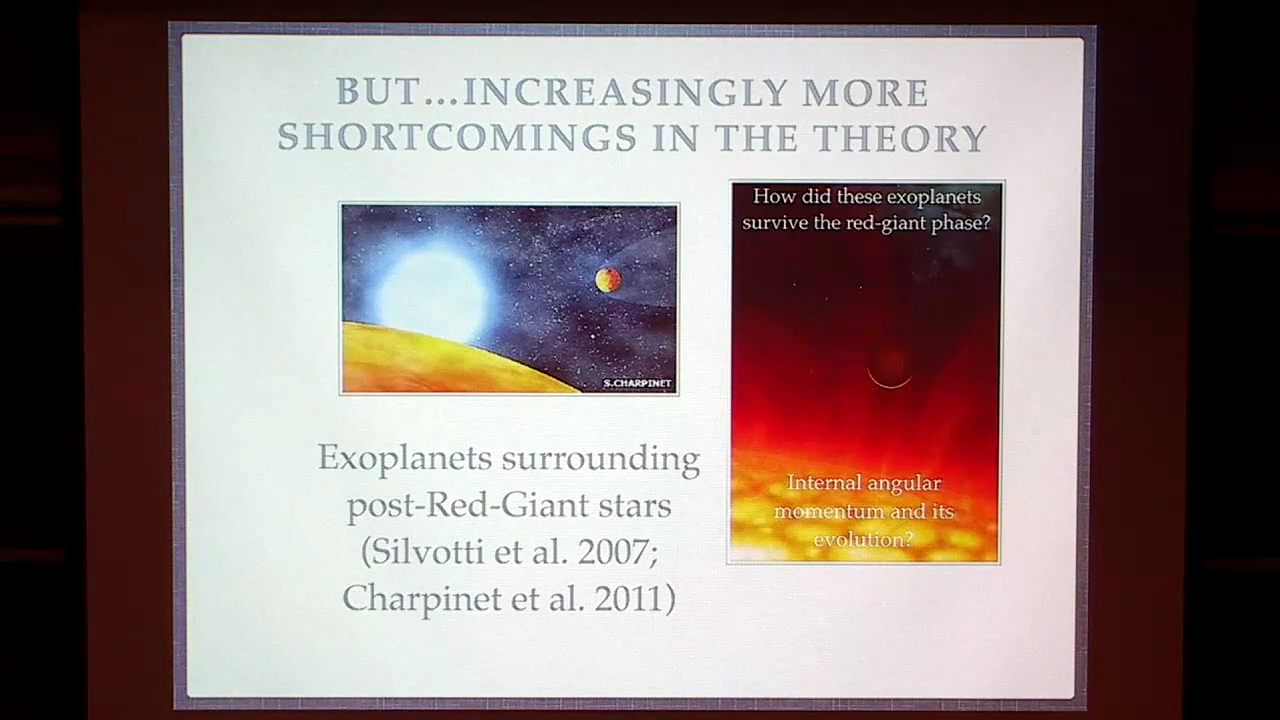 BUT...INCREASINGLY MORE
SHORTCOMINGS IN THE THEORY
S.CHARPINET
Exoplanets surrounding
post-Red-Giant stars
(Silvotti et al. 2007;
Charpinet et al. 2011)
How did these exoplanets
survive the red-giant phase?
Internal angular
momentum and its
evolution?